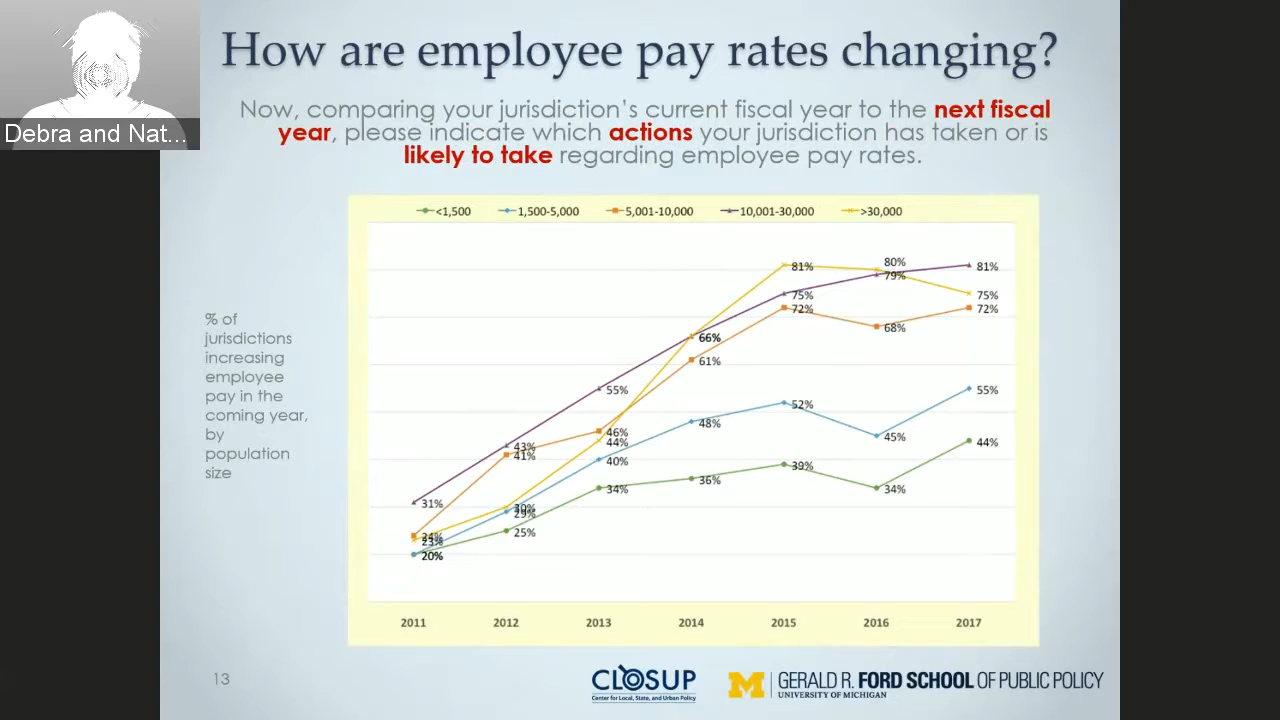 How are employee pay rates changing?
Debra and Nat...
Now, comparing your jurisdiction's current fiscal year to the next fiscal
year, please indicate which actions your jurisdiction has taken or is
likely to take regarding employee pay rates.
<1,500 1,500-5,000 5,001-10,000 10,001-30,000 >30,000
80%
81% 79% 81%
75% 75%
72% 72%
68%
66%
61%
55% 55%
52%
48%
46% 45%
44% 44%
43%
41%
40%
39%
36%
34% 34%
31%
30%
29%
25%
24%
23%
20%
% of
jurisdictions
increasing
employee
pay in the
coming year,
by
population
size
2011 2012 2013 2014 2015 2016 2017
13
CLOSUP
Center for Local, State, and Urban Policy
M GERALD R. FORD SCHOOL OF PUBLIC POLICY
UNIVERSITY OF MICHIGAN